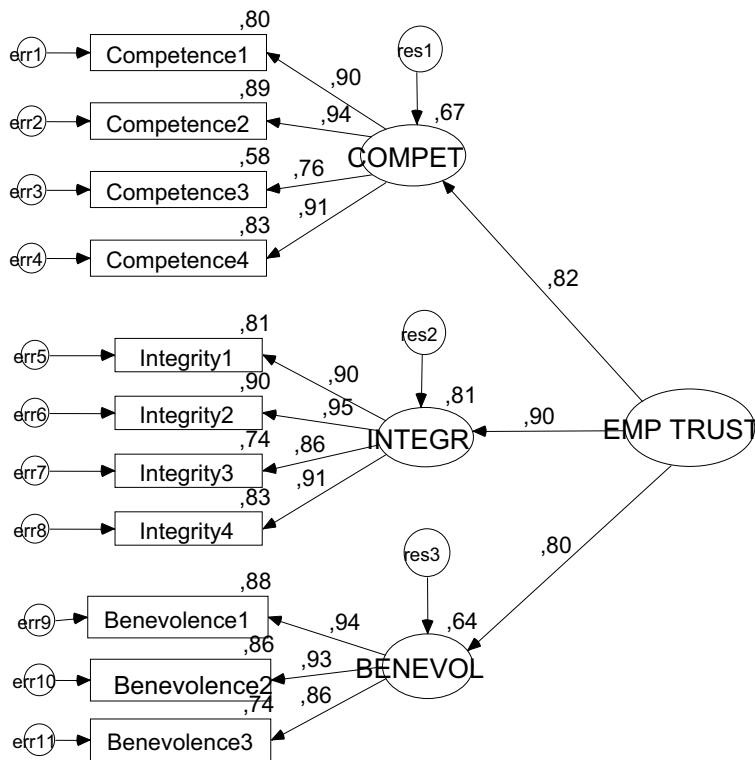 ,80
err1
Competence1
res1
,90
,89
,67
err2
Competence2
,94
COMPET
,58
err3
Competence3
,76
,83
,91
err4
Competence4
,82
,81
res2
err5
Integrity1
,90
,90
,81
err6
Integrity2
,95
INTEGR
,90
EMP TRUST
,74
,86
err7
Integrity3
,83
,91
err8
Integrity4
res3
,80
,88
err9
Benevolence1
,94
,64
,86
err10
Benevolence2
,93
BENEVOL
,74
,86
err11
Benevolence3